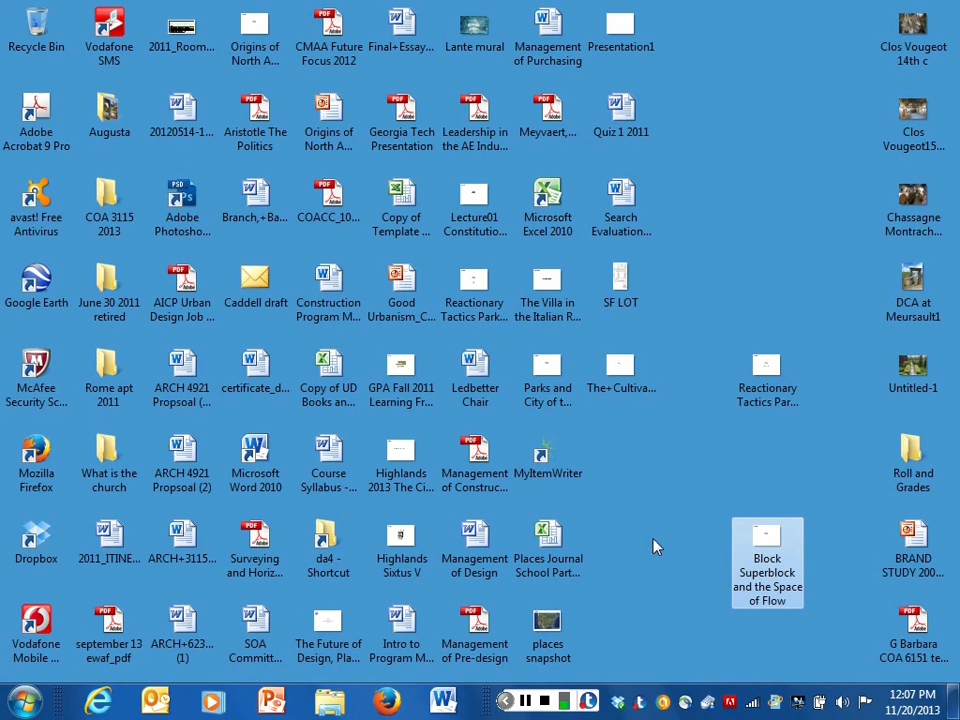 Recycle Bin
Vodafone
SMS
2011_Room...
Origins of
North A...
CMAA Future
Focus 2012
Final+Essay...
Lante mural
Management
of Purchasing
Presentation1
Clos Vougeot
14th c
Adobe
Acrobat 9 Pro
Augusta
20120514-1...
Aristotle The
Politics
Origins of
North A...
Georgia Tech
Presentation
Leadership in
the AE Indu...
Meyvaert,...
Quiz 1 2011
Clos
Vougeot15...
avast! Free
Antivirus
COA 3115
2013
Adobe
Photosho...
Branch,+Ba...
COACC_10...
Copy of
Template ...
Lecture01
Constitutio...
Microsoft
Excel 2010
Search
Evaluation...
Chassagne
Montrach...
Google Earth
June 30 2011
retired
AICP Urban
Design Job ...
Caddell draft
Construction
Program M...
Good
Urbanism_C...
Reactionary
Tactics Park...
The Villa in
the Italian R...
SF LOT
DCA at
Meursault1
McAfee
Security Sc...
Rome apt
2011
ARCH 4921
Propsoal (...
certificate_d...
Copy of UD
Books an...
GPA Fall 2011
Learning Fr...
Ledbetter
Chair
Parks and
City of t...
The+Cultiva...
Reactionary
Tactics Par...
Untitled-1
Mozilla
Firefox
What is the
church
ARCH 4921
Propsoal (2)
Microsoft
Word 2010
Course
Syllabus -...
Highlands
2013 The Ci...
Management
of Construc...
MyItemWriter
Roll and
Grades
Dropbox
2011_ITINE...
ARCH+3115...
Surveying
and Horiz...
da4 -
Shortcut
Highlands
Sixtus V
Management
of Design
Places Journal
School Part...
Block
Superblock
and the Space
of Flow
BRAND
STUDY 200...
Vodafone
Mobile ...
september 13
ewaf_pdf
ARCH+623...
(1)
SOA
Committ...
The Future of
Design, Pla...
Intro to
Program M...
Management
of Pre-design
places
snapshot
G Barbara
COA 6151 te...
12:07 PM
11/20/2013